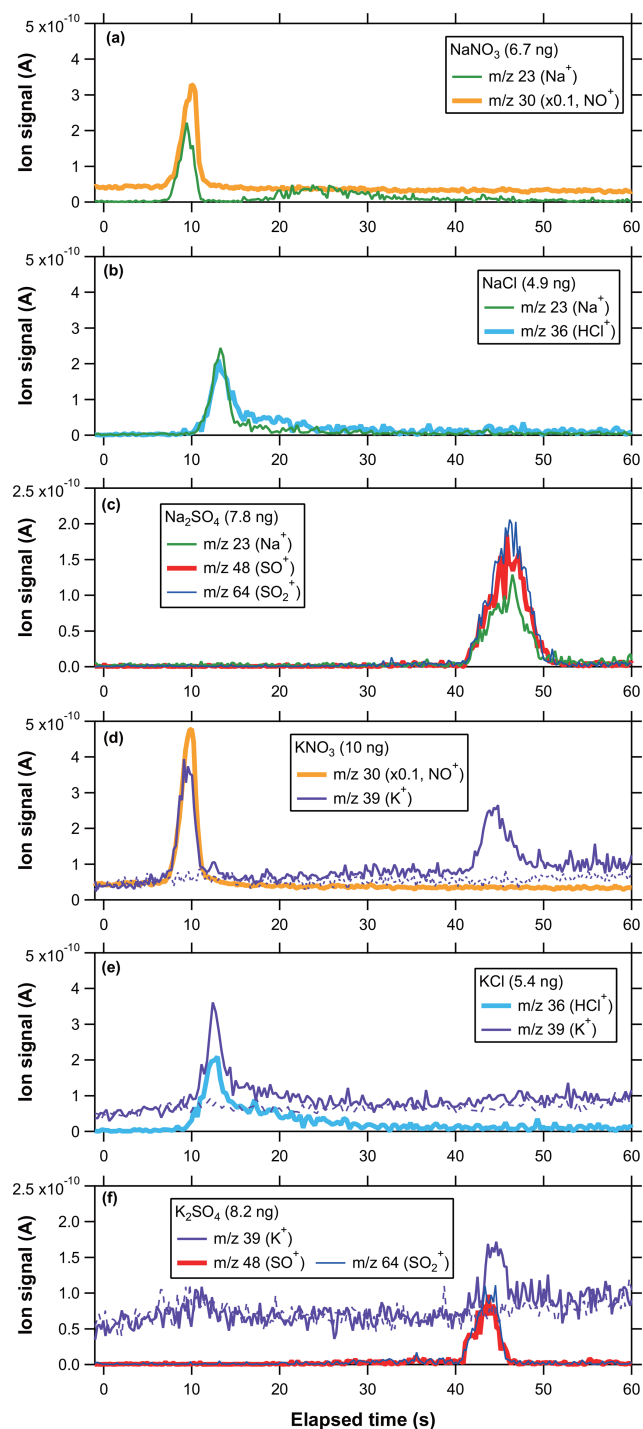 (a)
NaNO₃ (6.7 ng)
m/z 23 (Na⁺)
m/z 30 (x0.1, NO⁺)
Ion signal (A)
5 x10⁻¹⁰
4
3
2
1
0
0 10 20 30 40 50 60
(b)
NaCl (4.9 ng)
m/z 23 (Na⁺)
m/z 36 (HCl⁺)
Ion signal (A)
5 x10⁻¹⁰
4
3
2
1
0
0 10 20 30 40 50 60
(c)
Na₂SO₄ (7.8 ng)
m/z 23 (Na⁺)
m/z 48 (SO⁺)
m/z 64 (SO₂⁺)
Ion signal (A)
2.5 x10⁻¹⁰
2.0
1.5
1.0
0.5
0.0
0 10 20 30 40 50 60
(d)
KNO₃ (10 ng)
m/z 30 (x0.1, NO⁺)
m/z 39 (K⁺)
Ion signal (A)
5 x10⁻¹⁰
4
3
2
1
0
0 10 20 30 40 50 60
(e)
KCl (5.4 ng)
m/z 36 (HCl⁺)
m/z 39 (K⁺)
Ion signal (A)
5 x10⁻¹⁰
4
3
2
1
0
0 10 20 30 40 50 60
(f)
K₂SO₄ (8.2 ng)
m/z 39 (K⁺)
m/z 48 (SO⁺) m/z 64 (SO₂⁺)
Ion signal (A)
2.5 x10⁻¹⁰
2.0
1.5
1.0
0.5
0.0
0 10 20 30 40 50 60
Elapsed time (s)